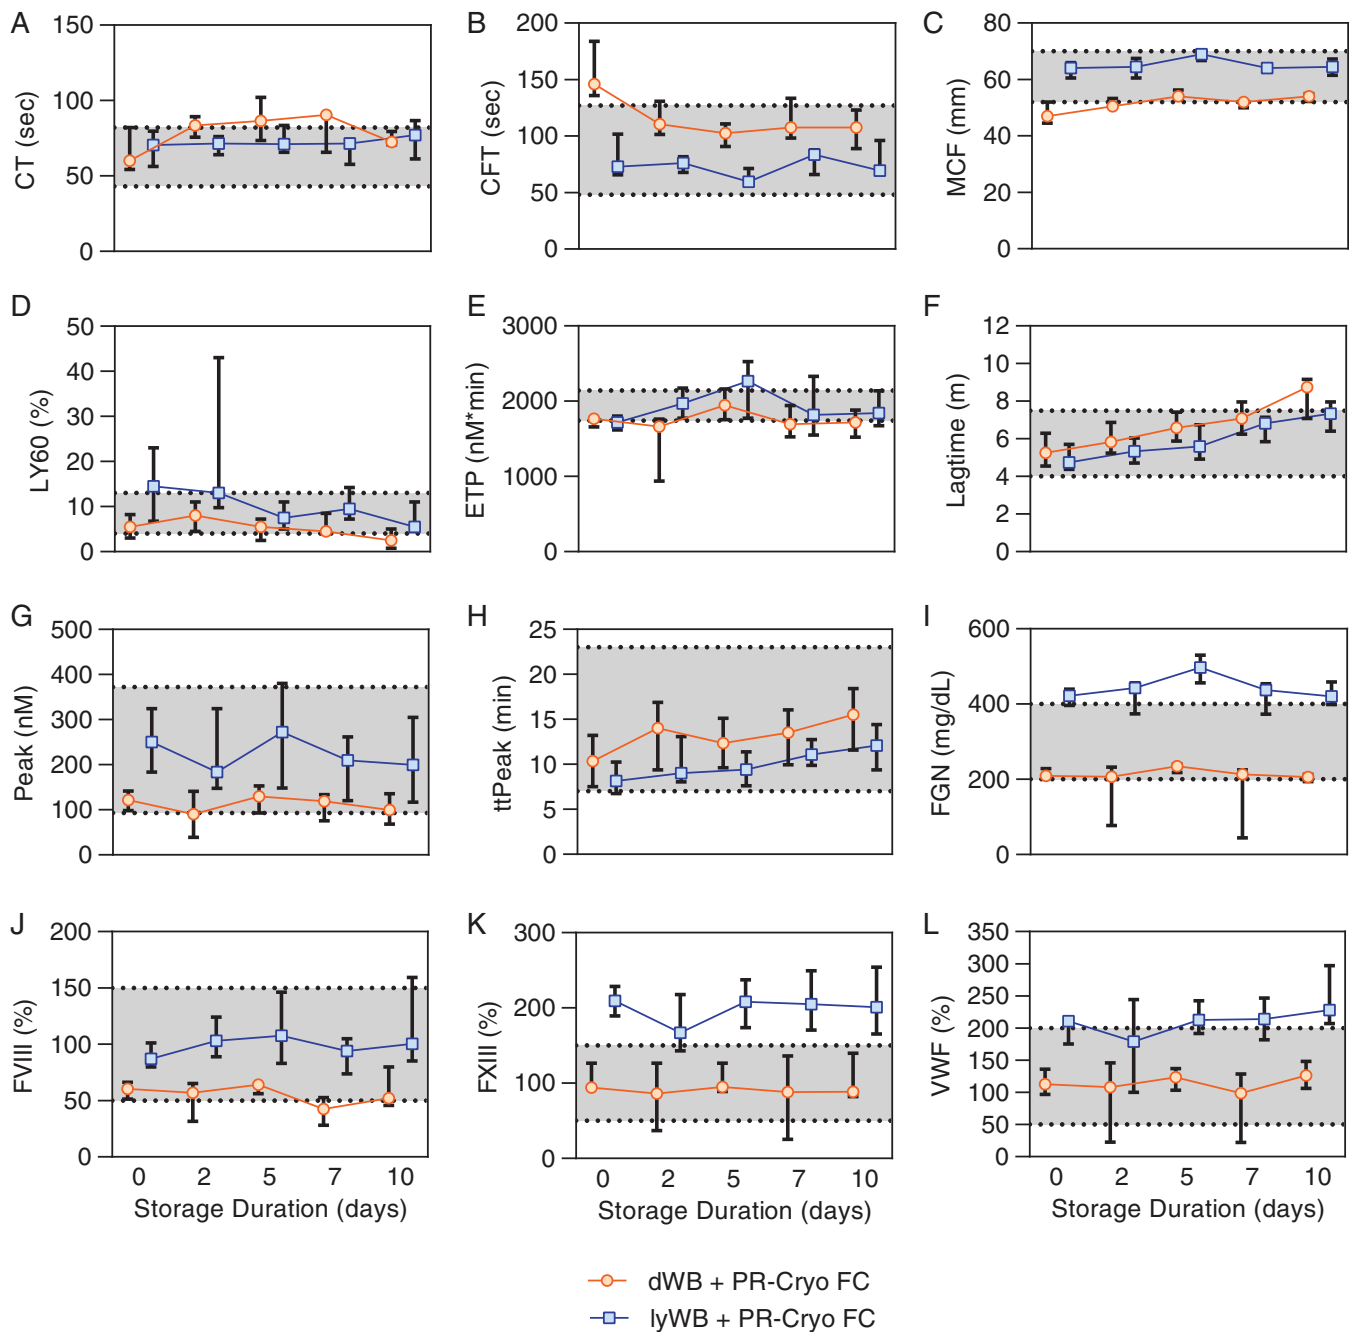 A
CT (sec)
150
100
50
0
B
CFT (sec)
200
150
100
50
0
C
MCF (mm)
80
60
40
20
0
D
LY60 (%)
50
40
30
20
10
0
E
ETP (nM*min)
3000
2000
1000
0
F
Lagtime (m)
12
10
8
6
4
2
0
G
Peak (nM)
500
400
300
200
100
0
H
ttPeak (min)
25
20
15
10
5
0
I
FGN (mg/dL)
600
400
200
0
J
FVIII (%)
200
150
100
50
0
0 2 5 7 10
Storage Duration (days)
K
FXIII (%)
300
200
100
0
0 2 5 7 10
Storage Duration (days)
L
VWF (%)
350
300
250
200
150
100
50
0
0 2 5 7 10
Storage Duration (days)
dWB + PR-Cryo FC
lyWB + PR-Cryo FC